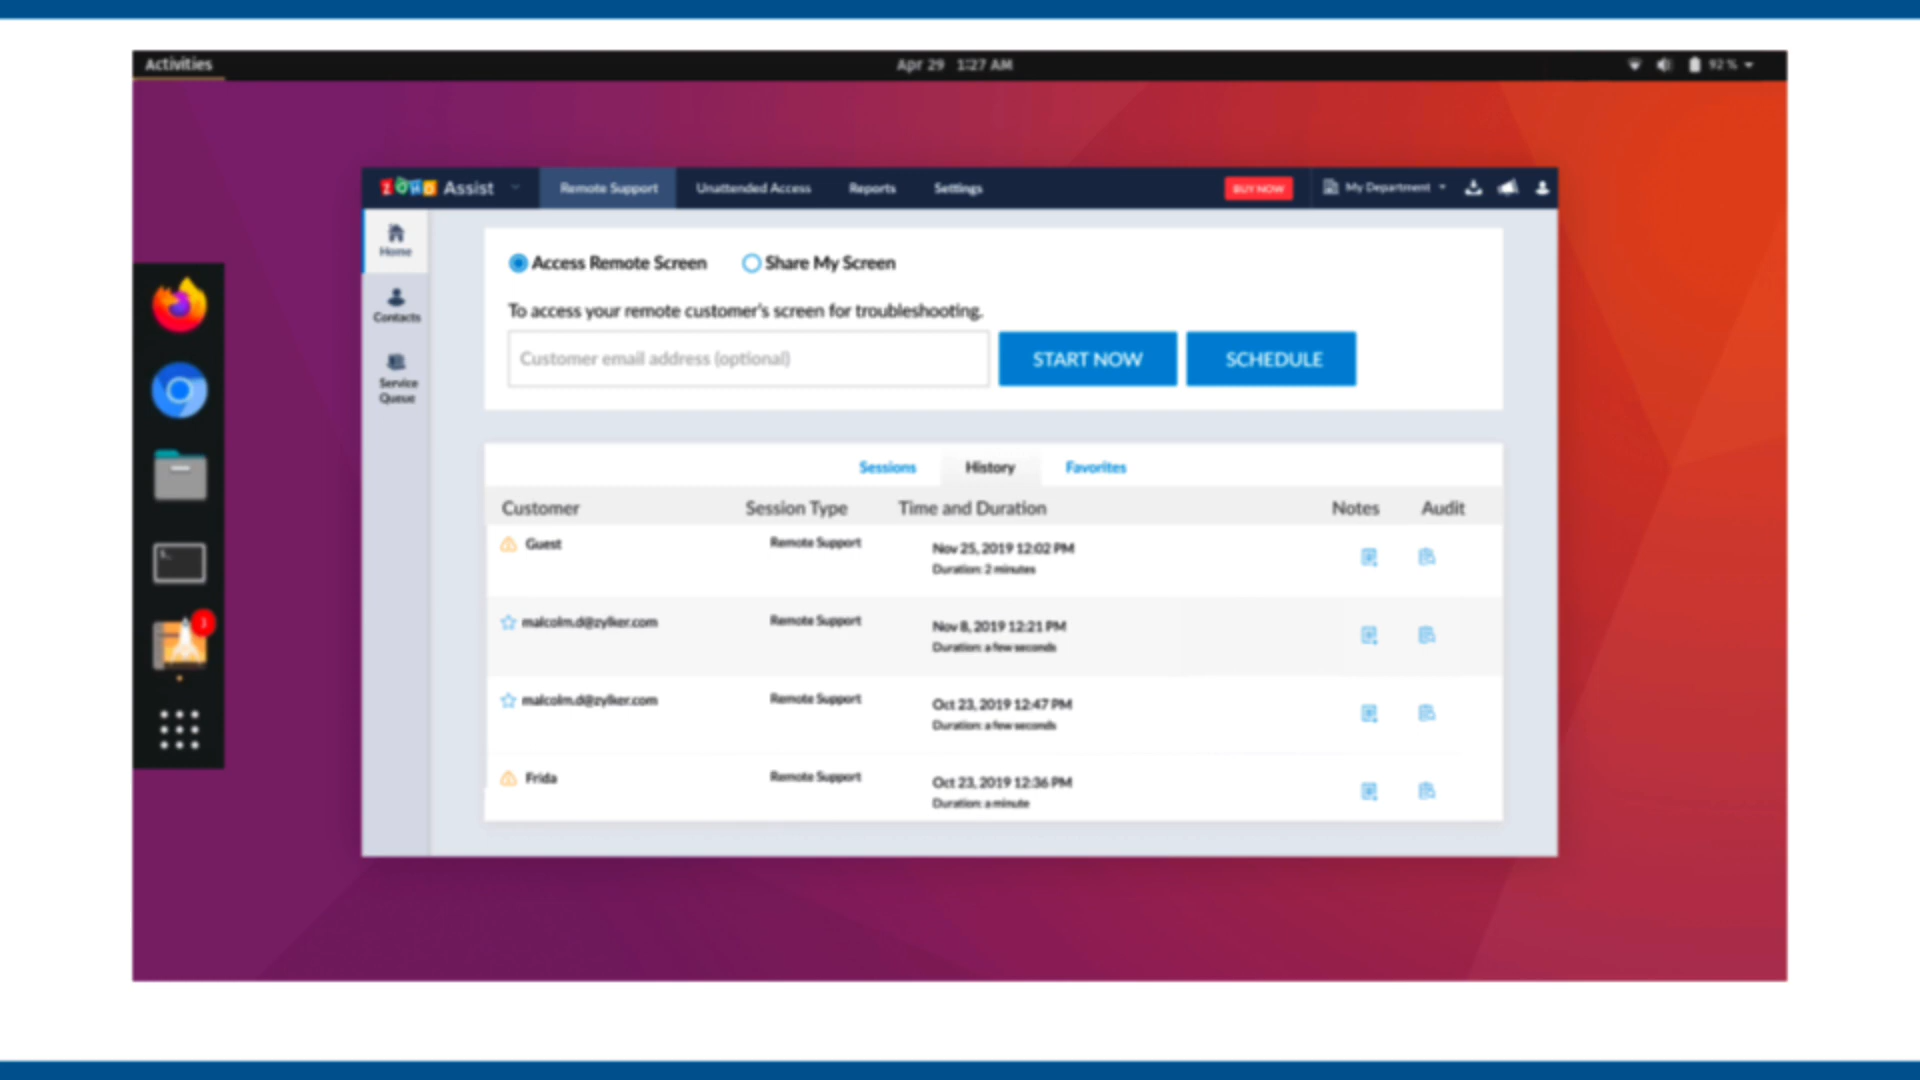 Activities
Apr 29 1:27 AM
92 %
ZOHO Assist
Remote Support
Unattended Access
Reports
Settings
BUY NOW
My Department
Home
Contacts
Service
Queue
Access Remote Screen
Share My Screen
To access your remote customer's screen for troubleshooting.
Customer email address (optional)
START NOW
SCHEDULE
Sessions
History
Favorites
Customer
Session Type
Time and Duration
Notes
Audit
Guest
Remote Support
Nov 25, 2019 12:02 PM
Duration: 2 minutes
malcolm.d@zylker.com
Remote Support
Nov 8, 2019 12:21 PM
Duration: a few seconds
malcolm.d@zylker.com
Remote Support
Oct 23, 2019 12:47 PM
Duration: a few seconds
Frida
Remote Support
Oct 23, 2019 12:36 PM
Duration: a minute